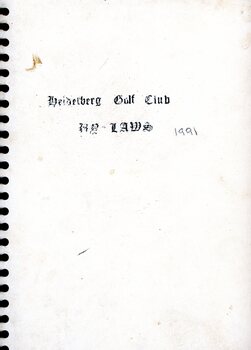 Heidelberg Golf Club
BY-LAWS 1991